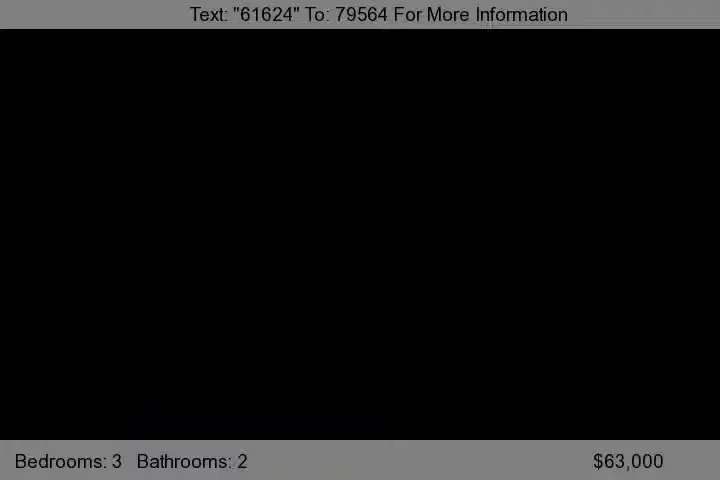 Text: "61624" To: 79564 For More Information
Bedrooms: 3 Bathrooms: 2 $63,000